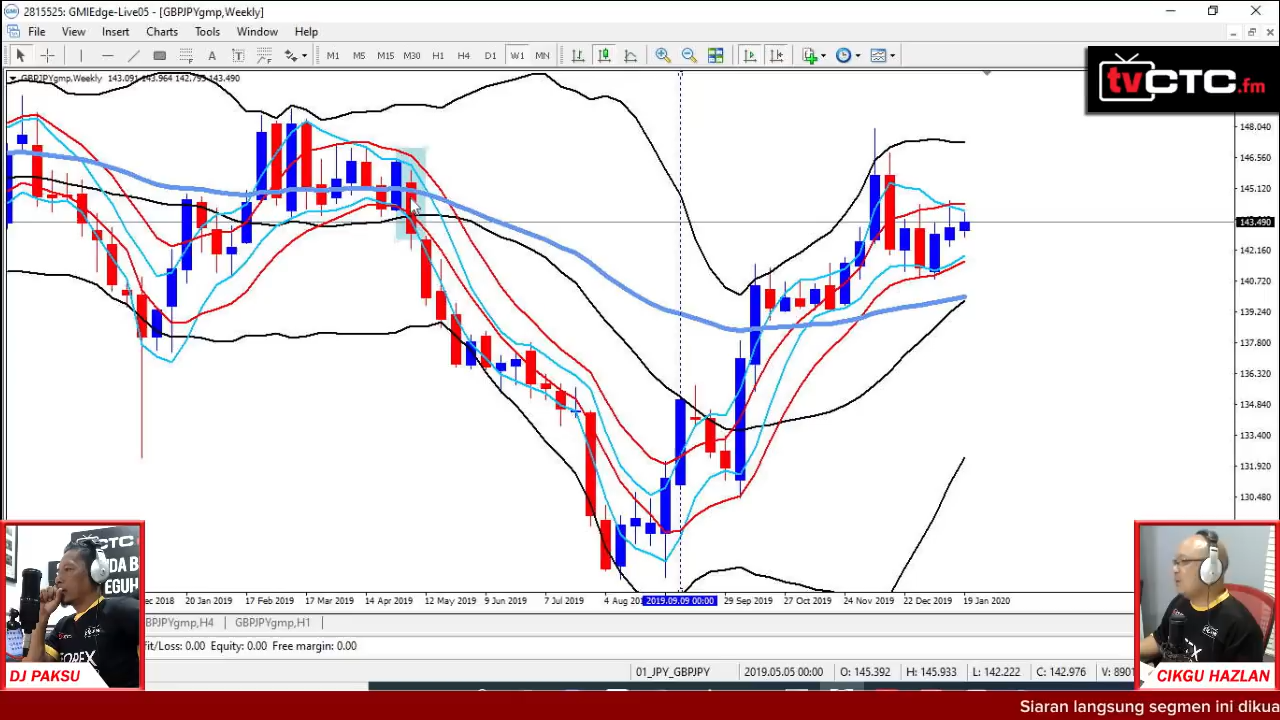 2815525: GMIEdge-Live05 - [GBPJPYgmp,Weekly]
File View Insert Charts Tools Window Help
M1 M5 M15 M30 H1 H4 D1 W1 MN
GBPJPYgmp,Weekly 143.091 143.964 142.793 143.490
tvCTC.fm
148.040
146.560
145.120
143.490
142.160
140.720
139.240
137.800
136.320
134.840
133.400
131.920
130.480
CTC
NDA B
EGUH
FOREX
DJ PAKSU
CIKGU HAZLAN
ec 2018 20 Jan 2019 17 Feb 2019 17 Mar 2019 14 Apr 2019 12 May 2019 9 Jun 2019 7 Jul 2019 4 Aug 2019.09.09 00:00 29 Sep 2019 27 Oct 2019 24 Nov 2019 22 Dec 2019 19 Jan 2020
BPJPYgmp,H4 GBPJPYgmp,H1
fit/Loss: 0.00 Equity: 0.00 Free margin: 0.00
01_JPY_GBPJPY 2019.05.05 00:00 O: 145.392 H: 145.933 L: 142.222 C: 142.976 V: 8901
Siaran langsung segmen ini dikua